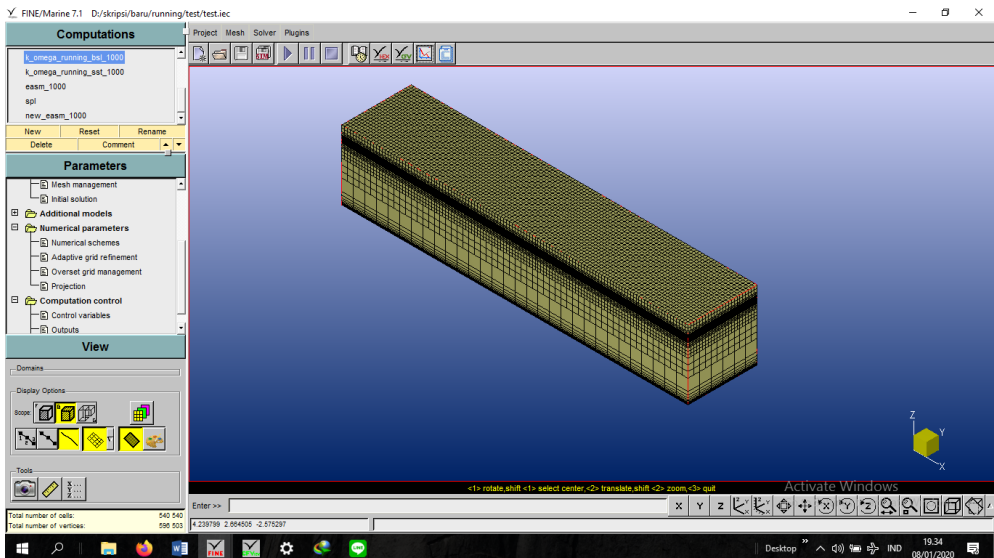 FINE/Marine 7.1 D:/skripsi/baru/running/test/test.iec
Computations
k_omega_running_bsl_1000
k_omega_running_sst_1000
easm_1000
spl
new_easm_1000
New Reset Rename
Delete Comment
Parameters
Mesh management
Initial solution
Additional models
Numerical parameters
Numerical schemes
Adaptive grid refinement
Overset grid management
Projection
Computation control
Control variables
Outputs
View
Domains
Display Options
Scope:
Tools
Total number of cells: 540 540
Total number of vertices: 596 503
Project Mesh Solver Plugins
Z
Y
X
Activate Windows
<1> rotate,shift <1> select center,<2> translate,shift <2> zoom,<3> quit
Enter >>
X Y Z
4.239799 2.664505 -2.575297
Desktop
IND
19.34
08/01/2020